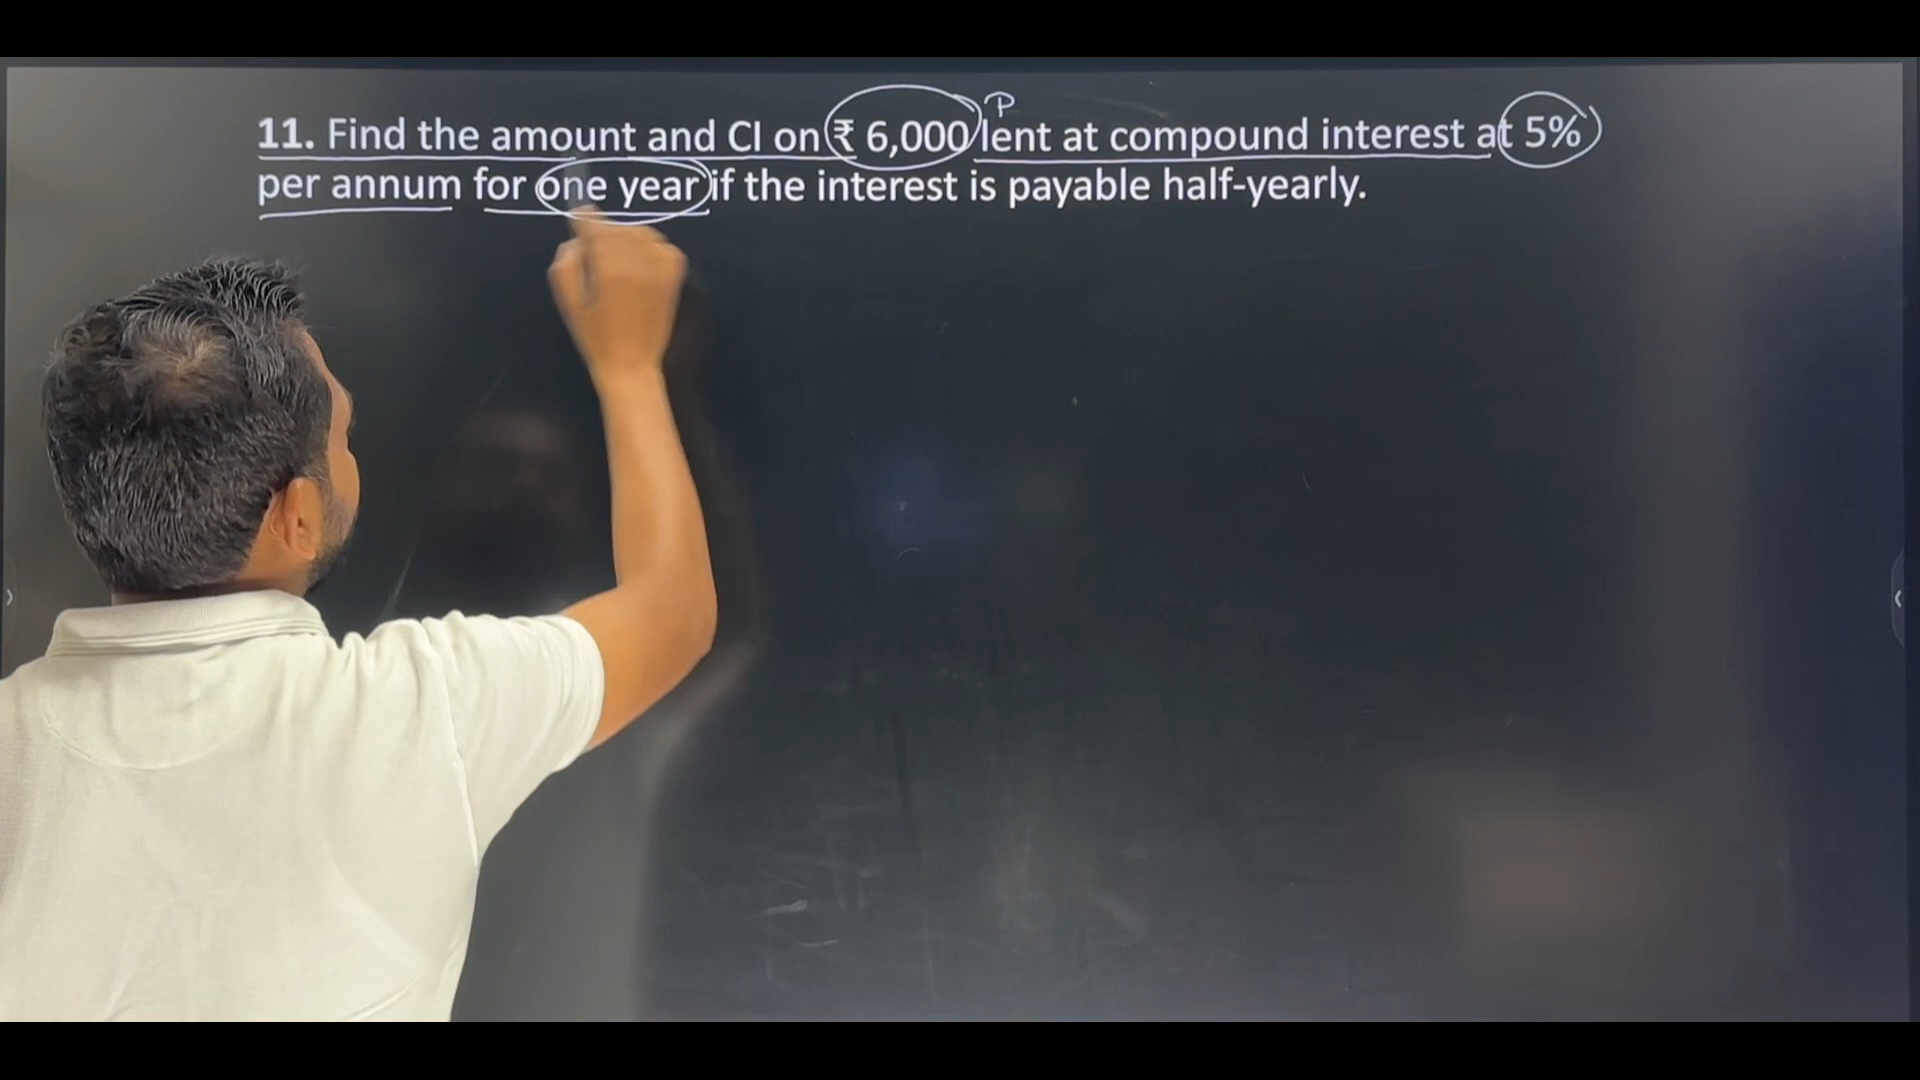 P
11. Find the amount and CI on ₹ 6,000 lent at compound interest at 5%
per annum for one year if the interest is payable half-yearly.